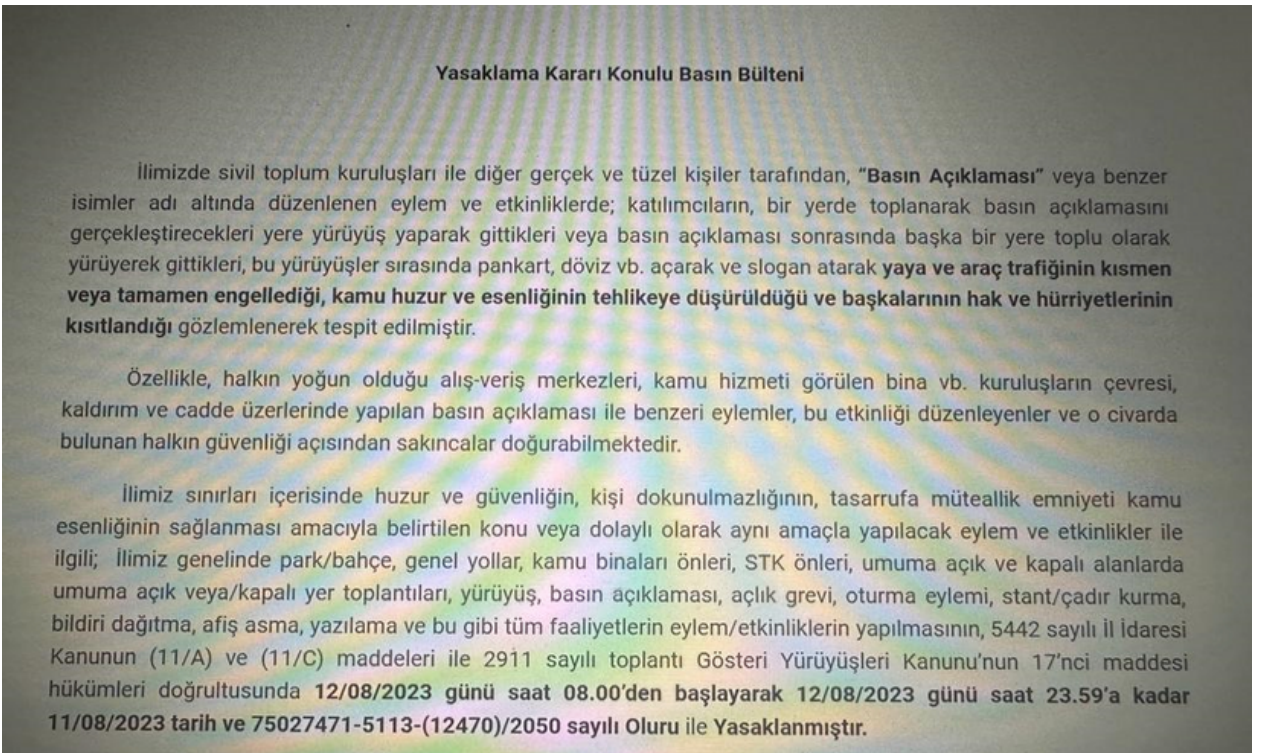 Yasaklama Kararı Konulu Basın Bülteni
İlimizde sivil toplum kuruluşları ile diğer gerçek ve tüzel kişiler tarafından, “Basın Açıklaması” veya benzer
isimler adı altında düzenlenen eylem ve etkinliklerde; katılımcıların, bir yerde toplanarak basın açıklamasını
gerçekleştirecekleri yere yürüyüş yaparak gittikleri veya basın açıklaması sonrasında başka bir yere toplu olarak
yürüyerek gittikleri, bu yürüyüşler sırasında pankart, döviz vb. açarak ve slogan atarak yaya ve araç trafiğinin kısmen
veya tamamen engellediği, kamu huzur ve esenliğinin tehlikeye düşürüldüğü ve başkalarının hak ve hürriyetlerinin
kısıtlandığı gözlemlenerek tespit edilmiştir.
Özellikle, halkın yoğun olduğu alış-veriş merkezleri, kamu hizmeti görülen bina vb. kuruluşların çevresi,
kaldırım ve cadde üzerlerinde yapılan basın açıklaması ile benzeri eylemler, bu etkinliği düzenleyenler ve o civarda
bulunan halkın güvenliği açısından sakıncalar doğurabilmektedir.
İlimiz sınırları içerisinde huzur ve güvenliğin, kişi dokunulmazlığının, tasarrufa müteallik emniyeti kamu
esenliğinin sağlanması amacıyla belirtilen konu veya dolaylı olarak aynı amaçla yapılacak eylem ve etkinlikler ile
ilgili; İlimiz genelinde park/bahçe, genel yollar, kamu binaları önleri, STK önleri, umuma açık ve kapalı alanlarda
umuma açık veya/kapalı yer toplantıları, yürüyüş, basın açıklaması, açlık grevi, oturma eylemi, stant/çadır kurma,
bildiri dağıtma, afiş asma, yazılama ve bu gibi tüm faaliyetlerin eylem/etkinliklerin yapılmasının, 5442 sayılı İl İdaresi
Kanunun (11/A) ve (11/C) maddeleri ile 2911 sayılı toplantı Gösteri Yürüyüşleri Kanunu’nun 17’nci maddesi
hükümleri doğrultusunda 12/08/2023 günü saat 08.00’den başlayarak 12/08/2023 günü saat 23.59’a kadar
11/08/2023 tarih ve 75027471-5113-(12470)/2050 sayılı Oluru ile Yasaklanmıştır.